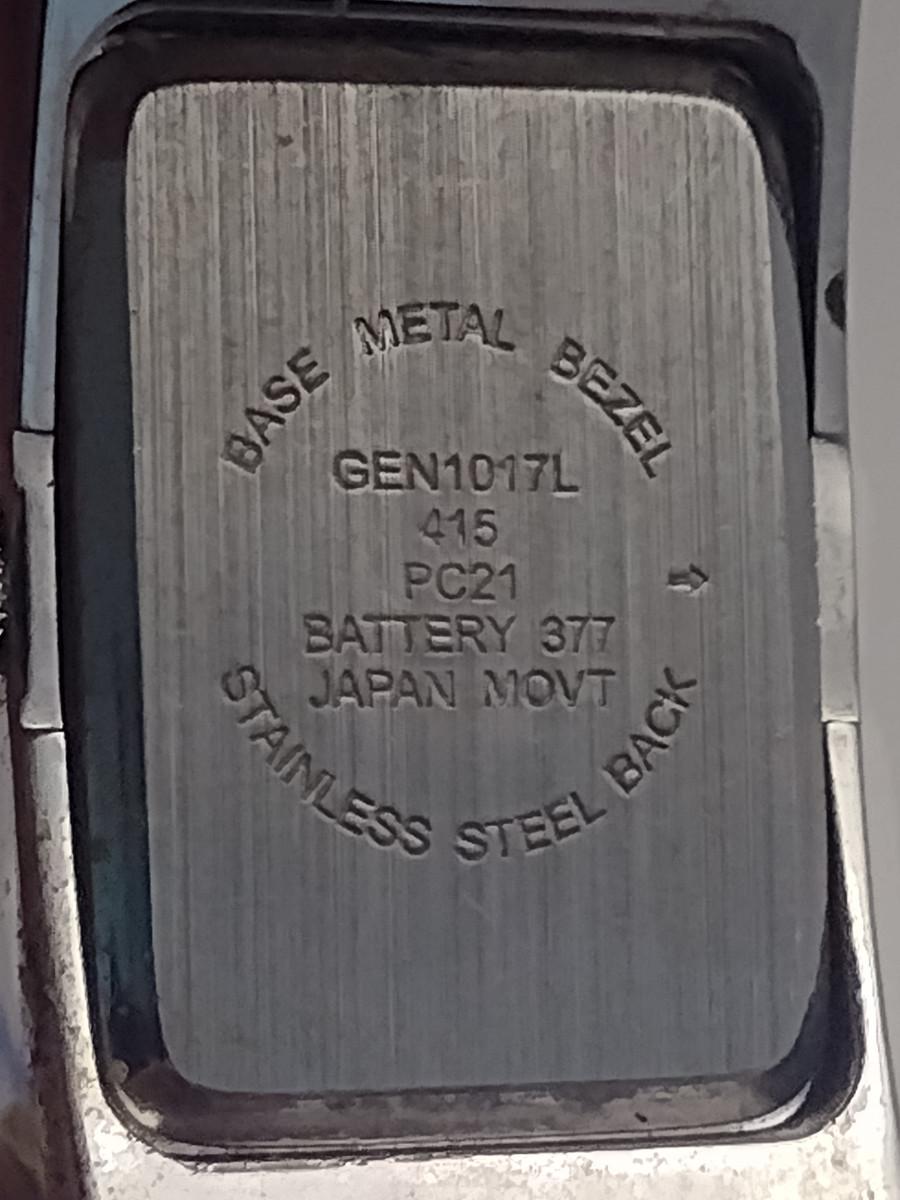 BASE METAL BEZEL
GEN1017L
415
PC21
BATTERY 377
JAPAN MOVT
STAINLESS STEEL BACK